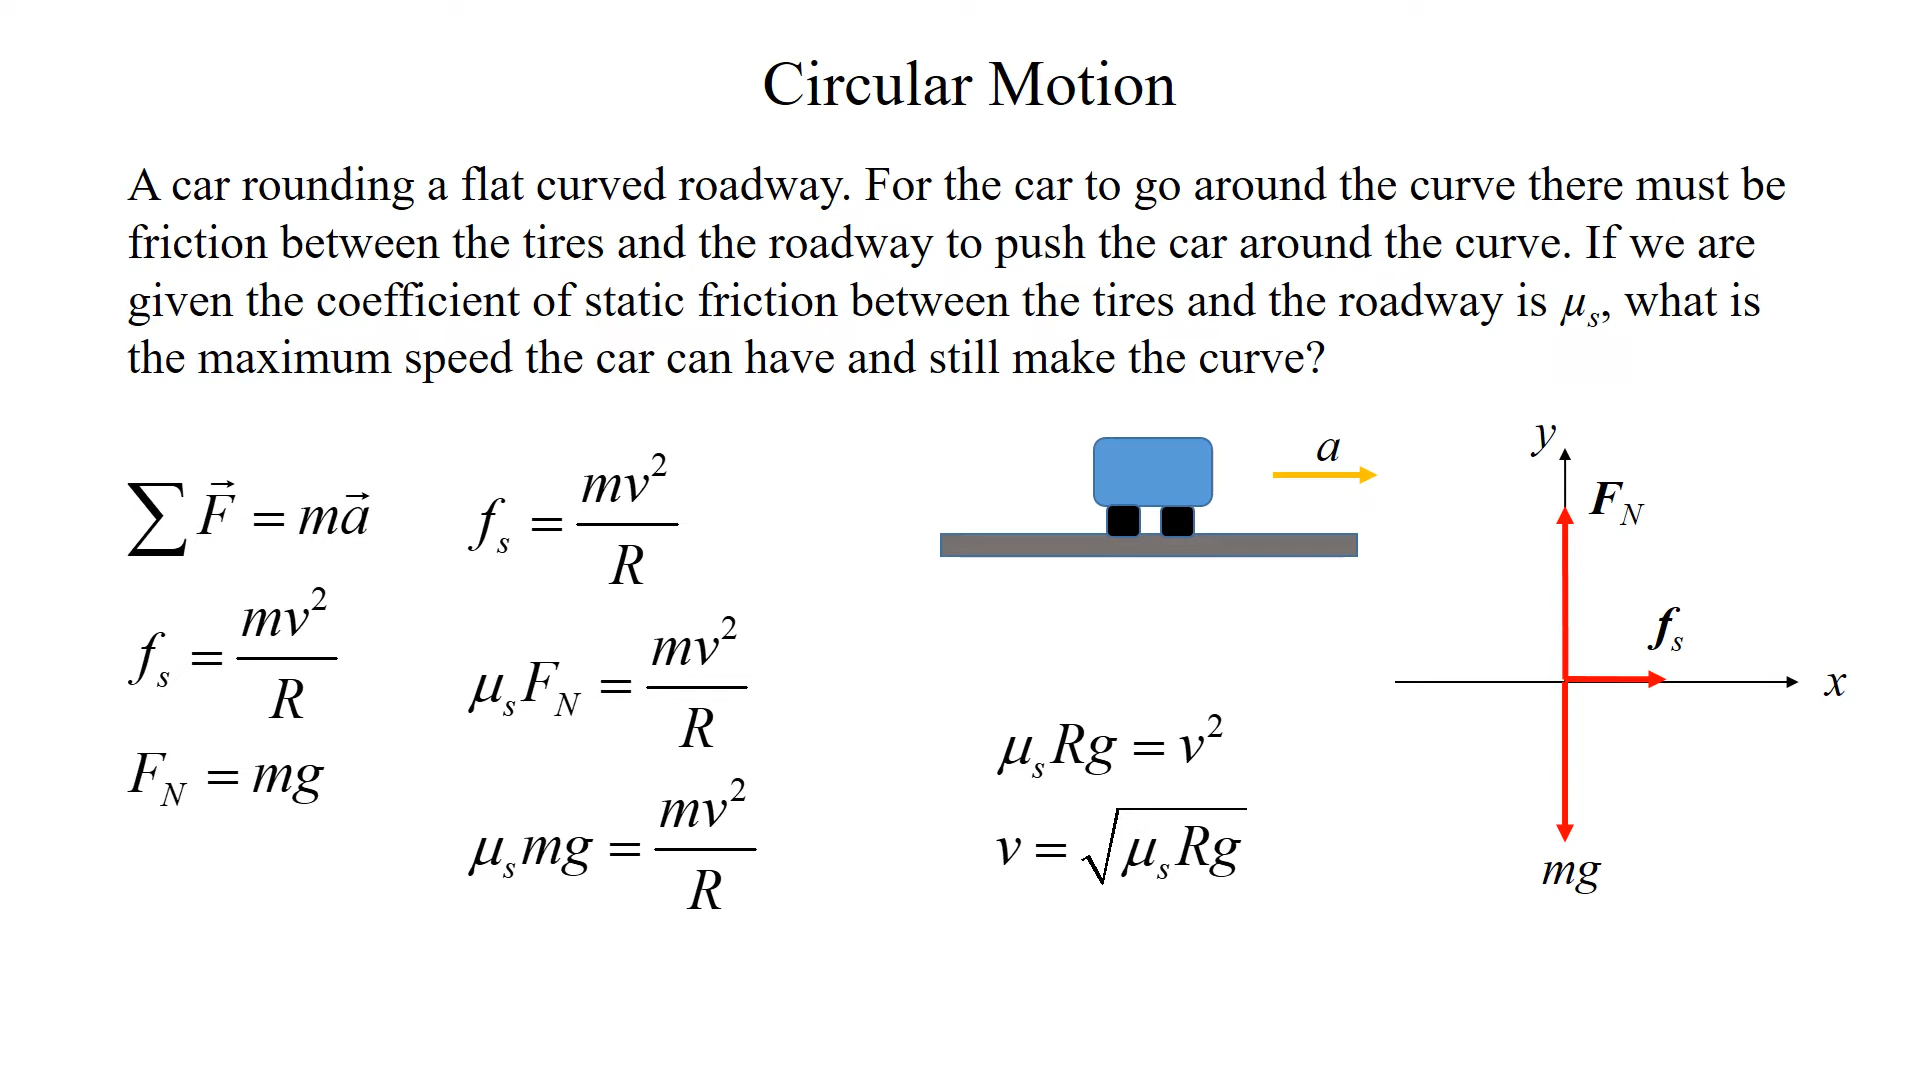 Circular Motion
A car rounding a flat curved roadway. For the car to go around the curve there must be
friction between the tires and the roadway to push the car around the curve. If we are
given the coefficient of static friction between the tires and the roadway is μₛ, what is
the maximum speed the car can have and still make the curve?
∑F⃗ = ma⃗
fₛ = mv²/R
F_N = mg
fₛ = mv²/R
μₛF_N = mv²/R
μₛmg = mv²/R
a
μₛRg = v²
v = √(μₛRg)
y
F_N
fₛ
x
mg